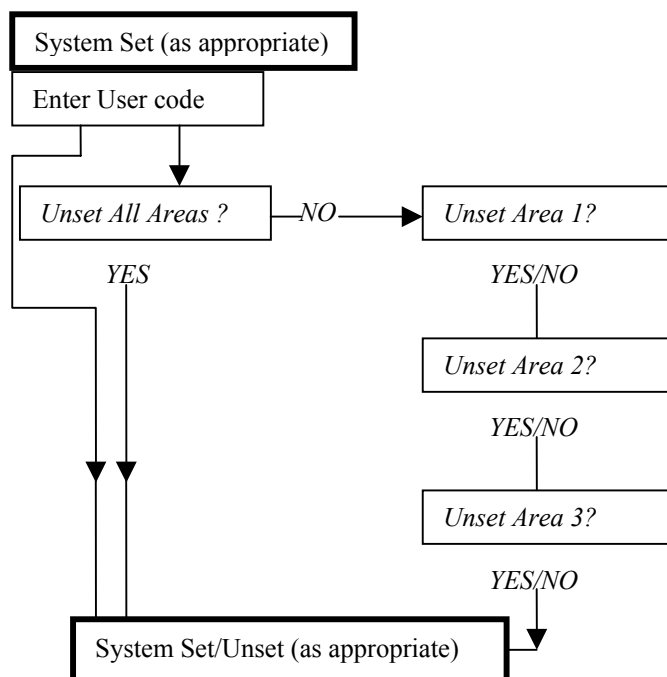 System Set (as appropriate)
Enter User code
Unset All Areas ?
NO
Unset Area 1?
YES
YES/NO
Unset Area 2?
YES/NO
Unset Area 3?
YES/NO
System Set/Unset (as appropriate)